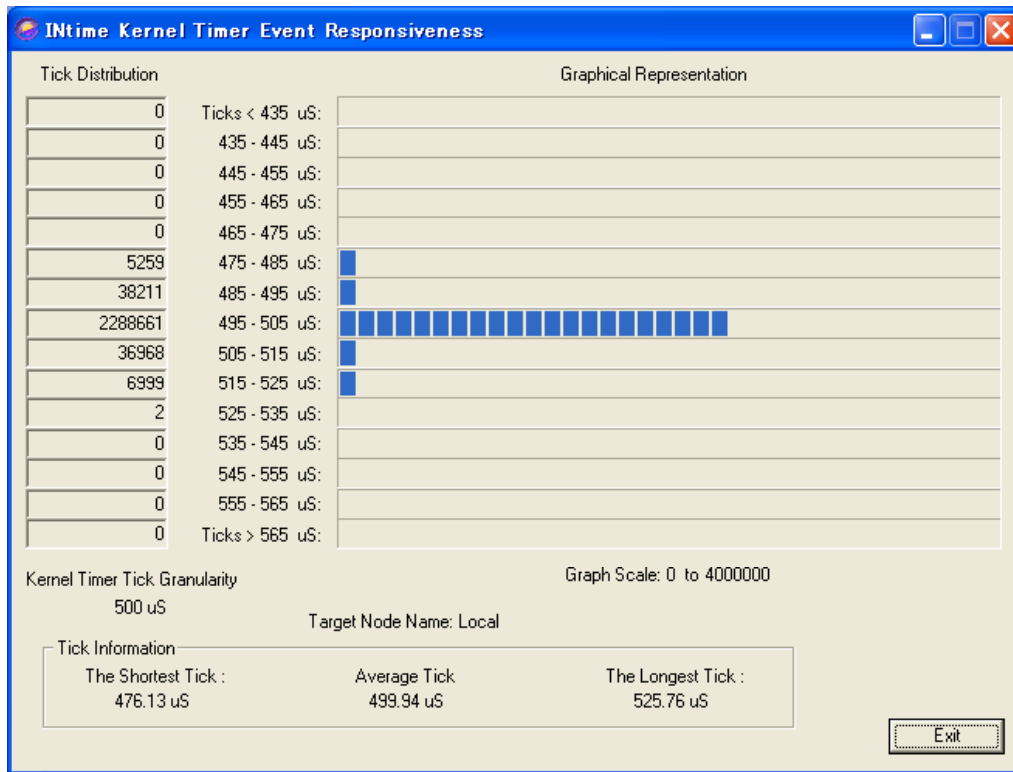 INtime Kernel Timer Event Responsiveness
Tick Distribution Graphical Representation
0 Ticks < 435 uS:
0 435 - 445 uS:
0 445 - 455 uS:
0 455 - 465 uS:
0 465 - 475 uS:
5259 475 - 485 uS:
38211 485 - 495 uS:
2288661 495 - 505 uS:
36968 505 - 515 uS:
6999 515 - 525 uS:
2 525 - 535 uS:
0 535 - 545 uS:
0 545 - 555 uS:
0 555 - 565 uS:
0 Ticks > 565 uS:
Kernel Timer Tick Granularity
500 uS
Graph Scale: 0 to 4000000
Target Node Name: Local
Tick Information
The Shortest Tick : Average Tick The Longest Tick :
476.13 uS 499.94 uS 525.76 uS
Exit